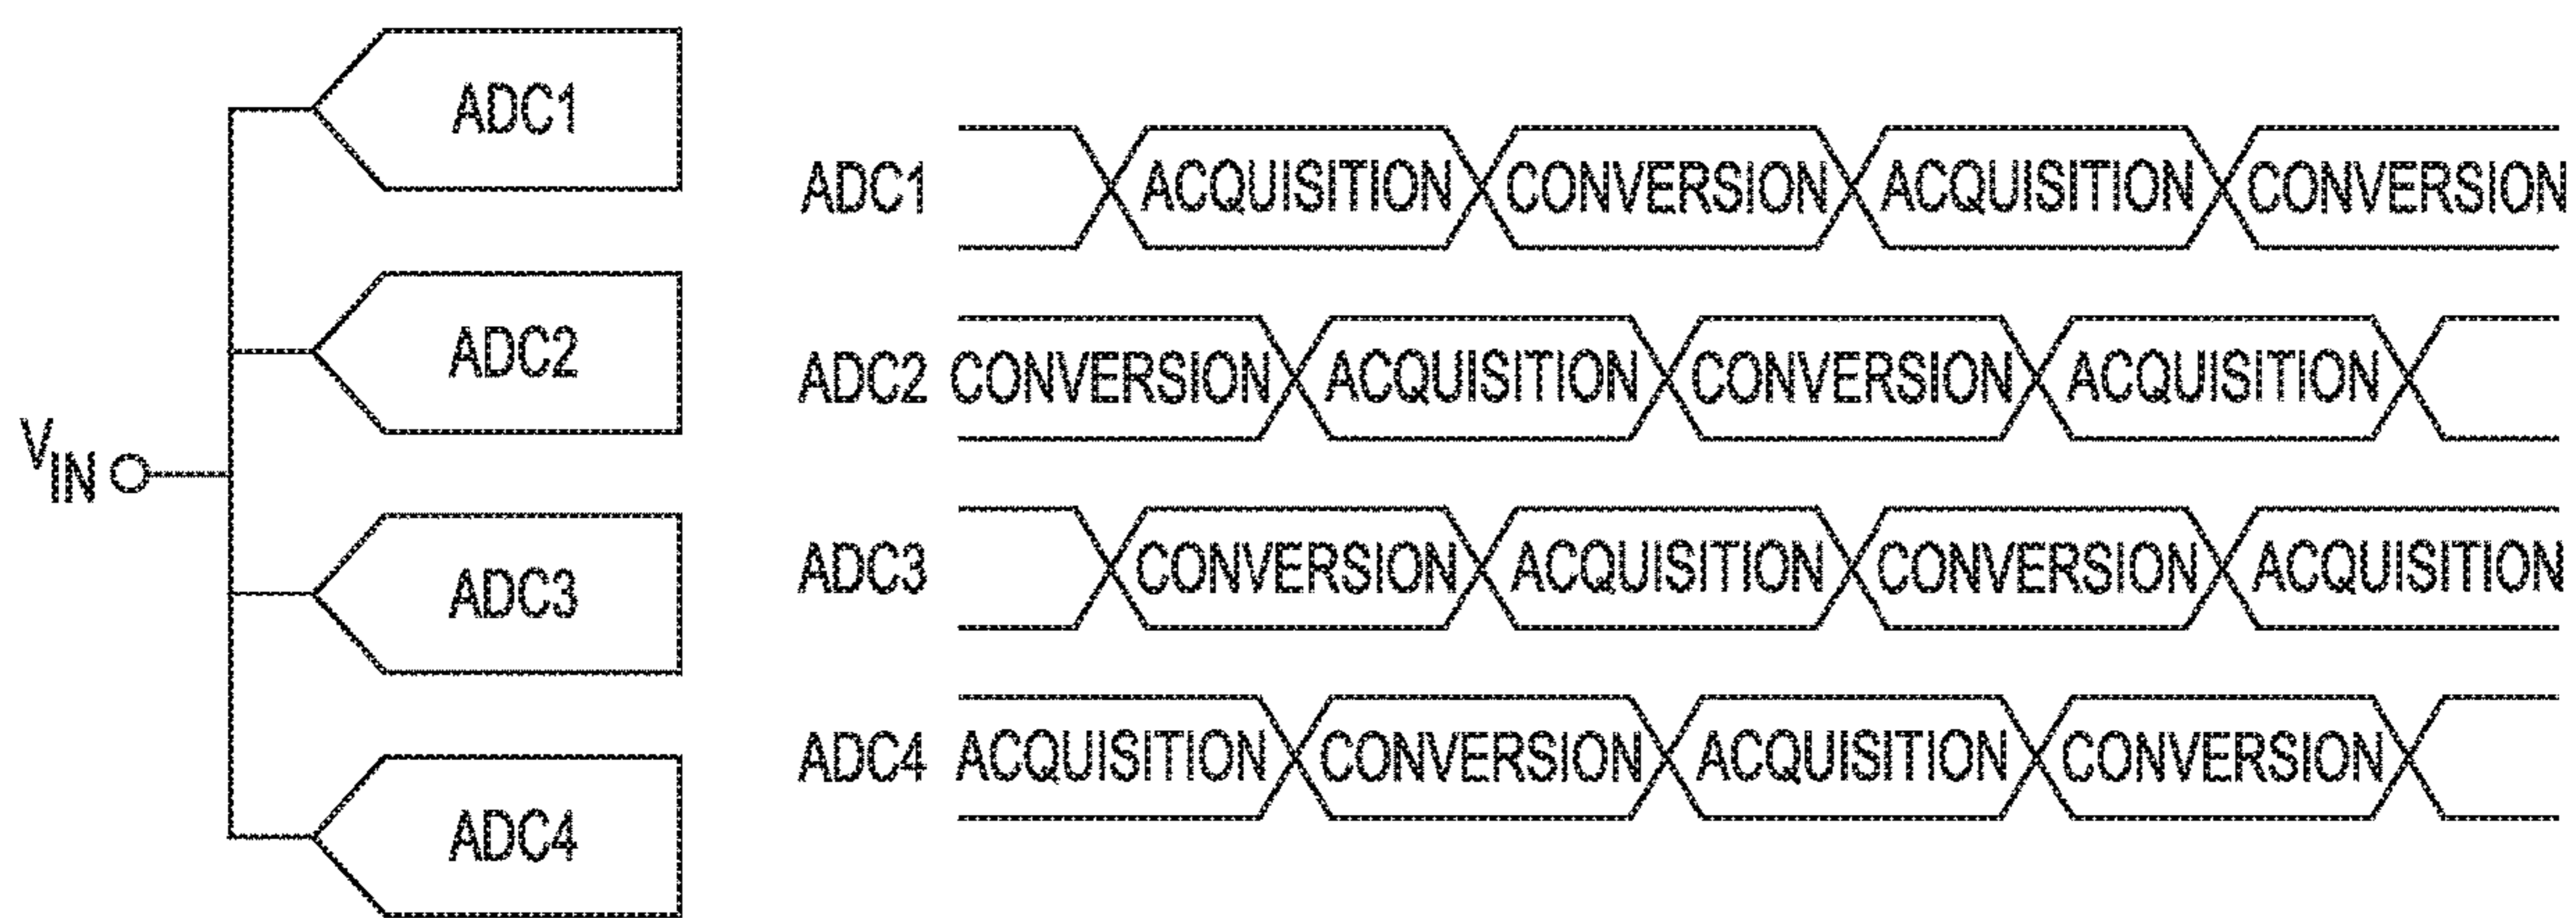 ADC1
ADC2
VIN
ADC3
ADC4
ADC1 ACQUISITION CONVERSION ACQUISITION CONVERSION
ADC2 CONVERSION ACQUISITION CONVERSION ACQUISITION
ADC3 CONVERSION ACQUISITION CONVERSION ACQUISITION
ADC4 ACQUISITION CONVERSION ACQUISITION CONVERSION